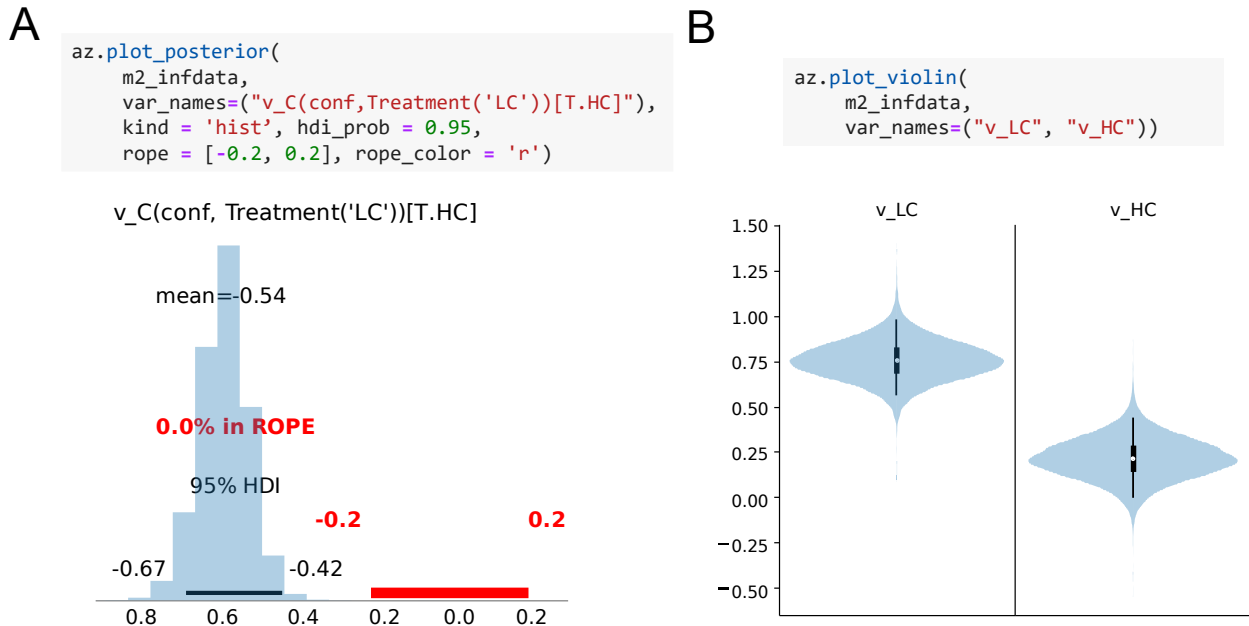 A
az.plot_posterior(
m2_infdata,
var_names=("v_C(conf,Treatment('LC'))[T.HC]"),
kind = 'hist’, hdi_prob = 0.95,
rope = [-0.2, 0.2], rope_color = 'r')
v_C(conf, Treatment('LC'))[T.HC]
mean=-0.54
0.0% in ROPE
95% HDI
-0.2 0.2
-0.67 -0.42
0.8 0.6 0.4 0.2 0.0 0.2
B
az.plot_violin(
m2_infdata,
var_names=("v_LC", "v_HC"))
v_LC v_HC
1.50
1.25
1.00
0.75
0.50
0.25
0.00
−0.25
−0.50